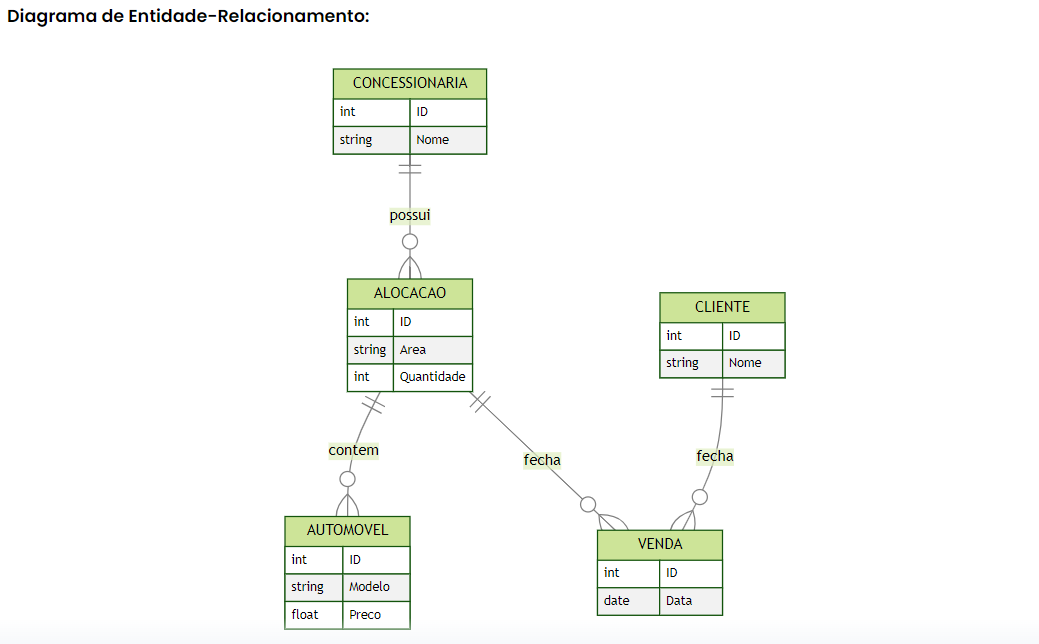 Diagrama de Entidade-Relacionamento:
CONCESSIONARIA
int ID
string Nome
possui
ALOCACAO
int ID
string Area
int Quantidade
CLIENTE
int ID
string Nome
contem
fecha
fecha
AUTOMOVEL
int ID
string Modelo
float Preco
VENDA
int ID
date Data